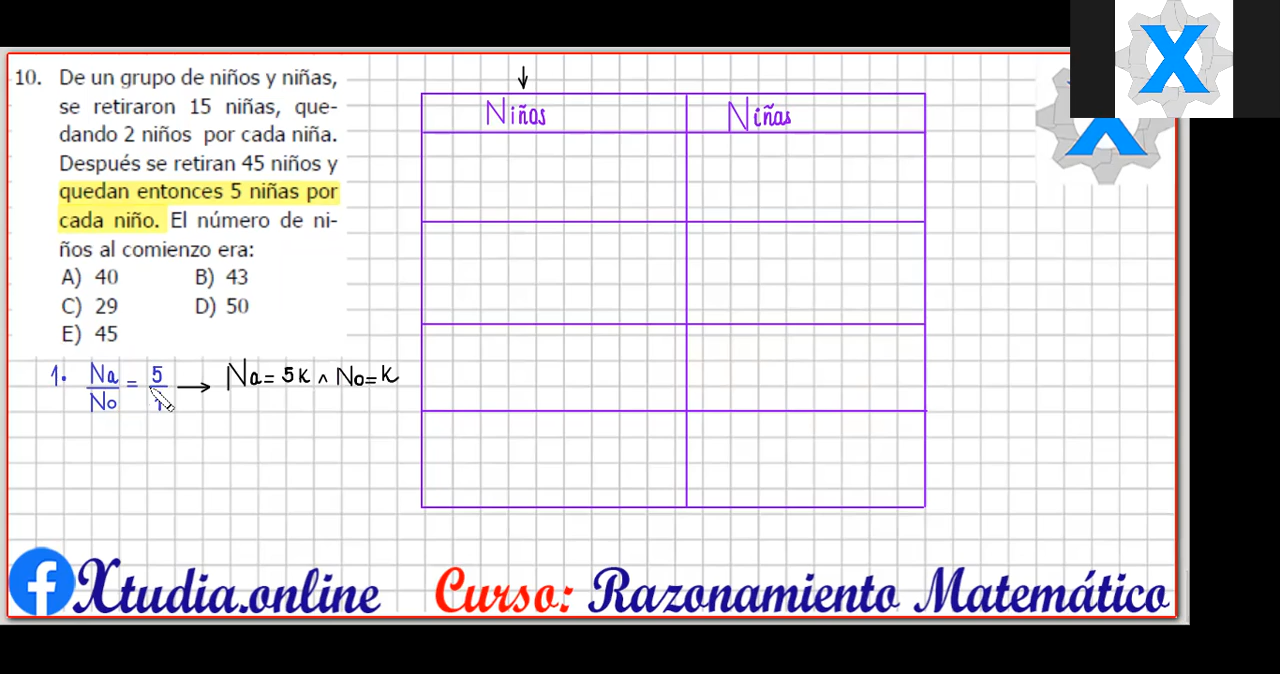 10. De un grupo de niños y niñas,
se retiraron 15 niñas, que-
dando 2 niños por cada niña.
Después se retiran 45 niños y
quedan entonces 5 niñas por
cada niño. El número de ni-
ños al comienzo era:
A) 40 B) 43
C) 29 D) 50
E) 45
1. Na/No = 5/1 → Na = 5K ∧ No = K
↓
Niños Niñas
X
X
f Xtudia.online Curso: Razonamiento Matemático